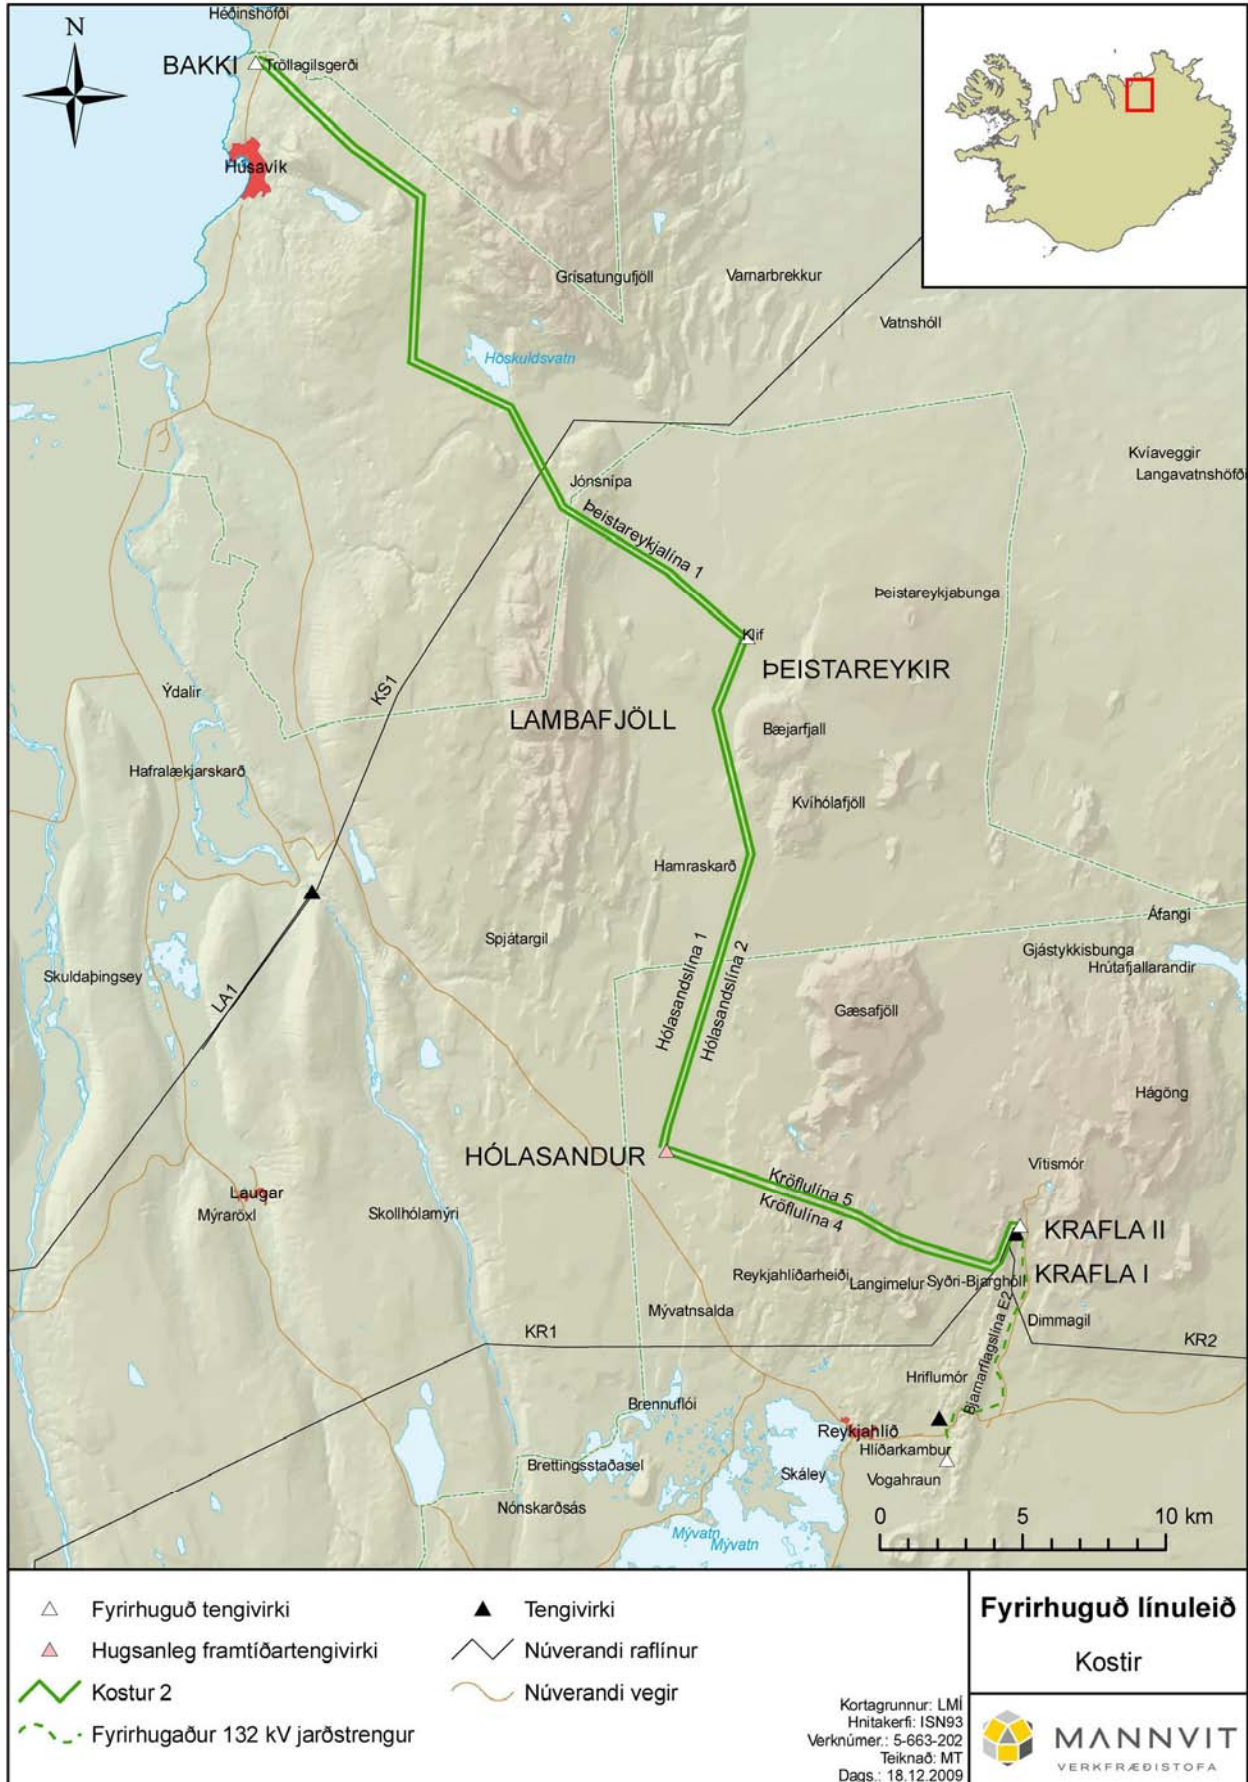 Héðinshöfði
N
BAKKI
Tröllagilsgerði
Húsavík
Grísatungufjöll
Varnarbrekkur
Vatnshóll
Höskuldsvatn
Kvíaveggir
Langavatnshöfði
Jónsnípa
Þeistareykjalína 1
Þeistareykjabunga
Klif
ÞEISTAREYKIR
KS1
Ýdalir
LAMBAFJÖLL
Bæjarfjall
Hafralækjarskarð
Kvíhólafjöll
Hamraskarð
Áfangi
Spjátargil
Gjástykkisbunga
Hrútafjallarandir
Skuldaþingsey
LA1
Hólasandslína 1
Hólasandslína 2
Gæsafjöll
Hágöng
HÓLASANDUR
Vítismór
Kröflulína 5
Kröflulína 4
Laugar
Mýraröxl
Skollhólamýri
KRAFLA II
KRAFLA I
Reykjahlíðarheiði
Langimelur
Syðri-Bjarghóll
Mývatnsalda
Dimmagil
KR1
KR2
Bjarnarflagslína E2
Hriflumór
Brennuflói
Reykjahlíð
Hlíðarkambur
Brettingsstaðasel
Skáley
Vogahraun
Nónskarðsás
Mývatn
Mývatn
0 5 10 km
Fyrirhuguð tengivirki
Hugsanleg framtíðartengivirki
Kostur 2
Fyrirhugaður 132 kV jarðstrengur
Tengivirki
Núverandi raflínur
Núverandi vegir
Kortagrunnur: LMÍ
Hnitakerfi: ISN93
Verknúmer.: 5-663-202
Teiknað: MT
Dags.: 18.12.2009
Fyrirhuguð línuleið
Kostir
MANNVIT
VERKFRÆÐISTOFA